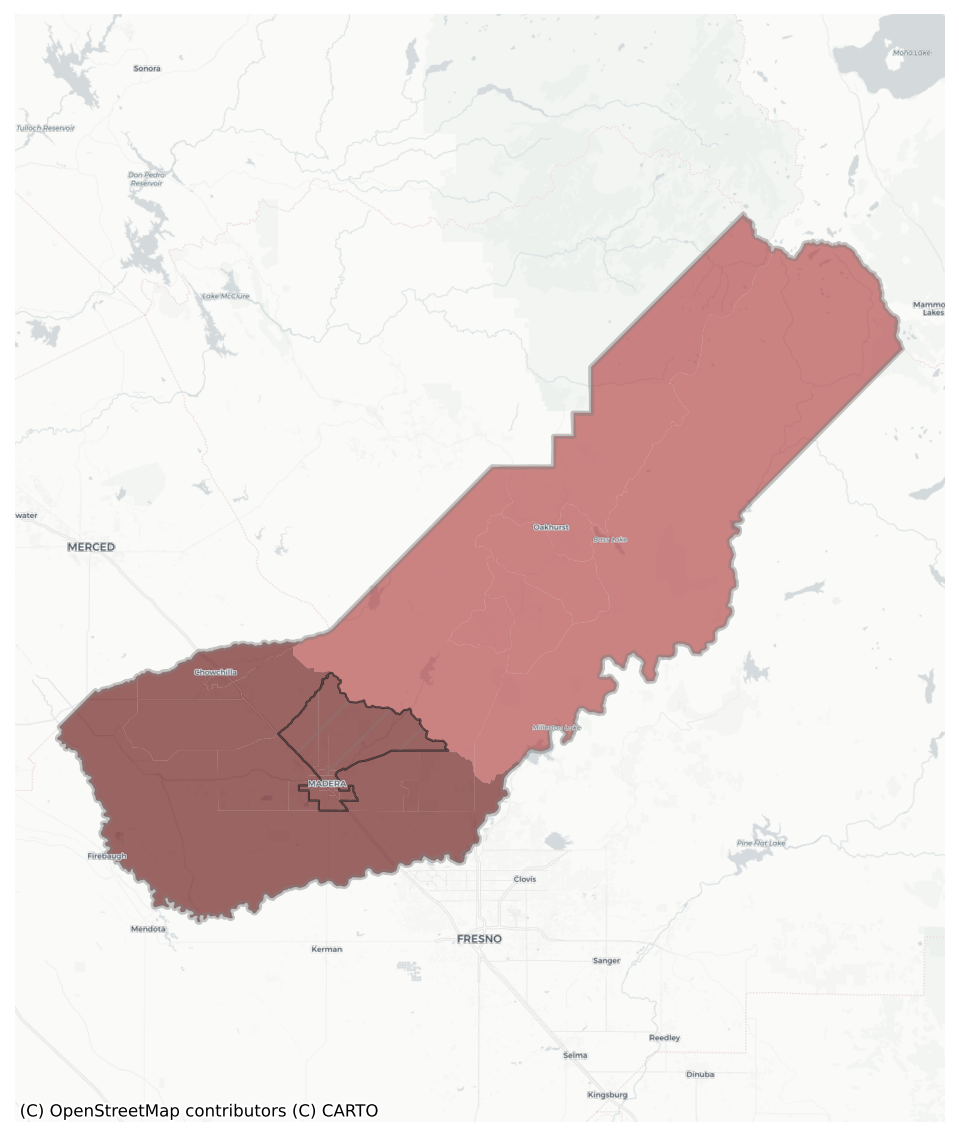 Mono Lake
Sonora
Tulloch Reservoir
Don Pedro
Reservoir
Lake McClure
Mammo
Lakes
water
Oakhurst
Bass Lake
MERCED
Chowchilla
Millerton Lake
MADERA
Firebaugh
Pine Flat Lake
Clovis
Mendota
FRESNO
Kerman
Sanger
Reedley
Selma
Dinuba
Kingsburg
(C) OpenStreetMap contributors (C) CARTO